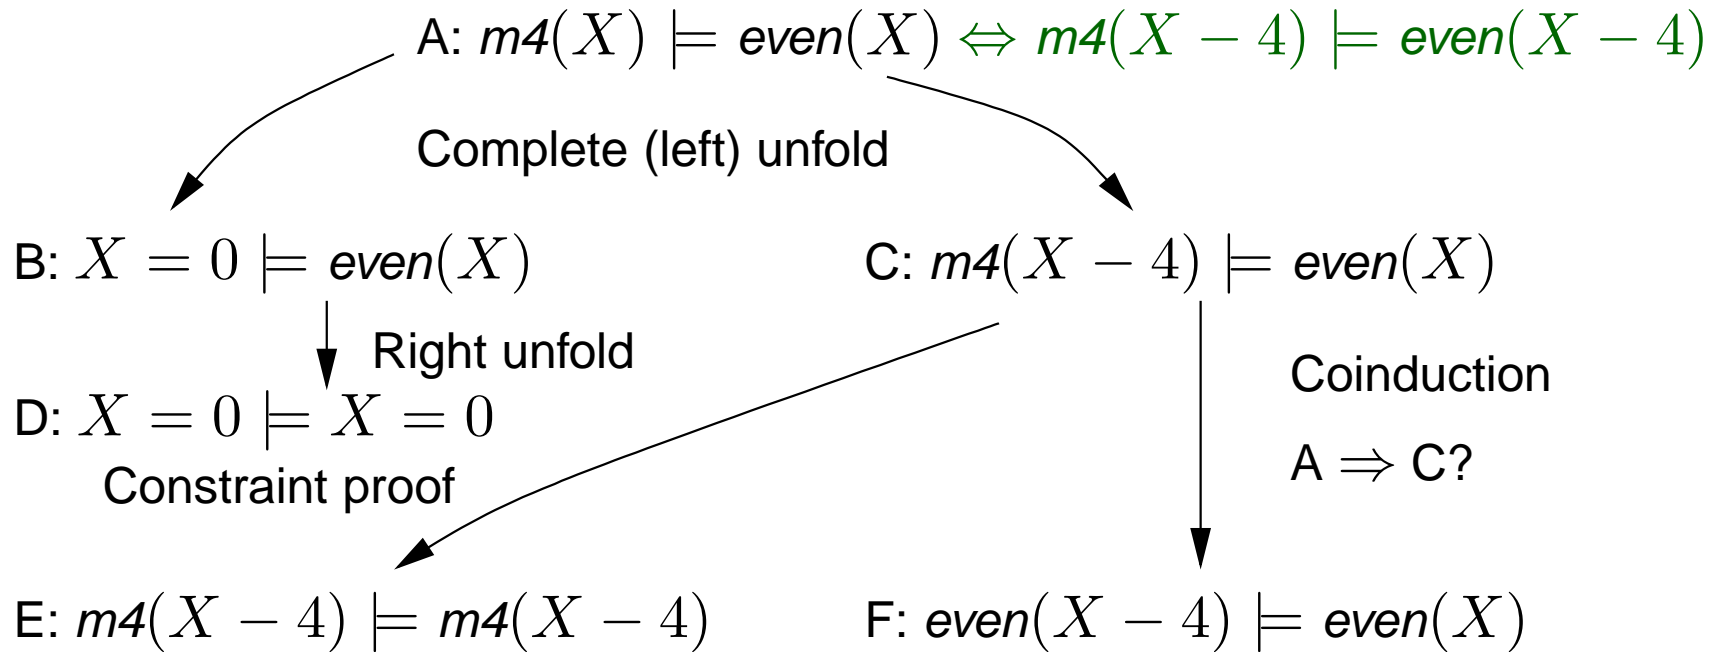 A: m4(X) ⊨ even(X) ⇔ m4(X − 4) ⊨ even(X − 4)
Complete (left) unfold
B: X = 0 ⊨ even(X)
C: m4(X − 4) ⊨ even(X)
Right unfold
Coinduction
D: X = 0 ⊨ X = 0
A ⇒ C?
Constraint proof
E: m4(X − 4) ⊨ m4(X − 4)
F: even(X − 4) ⊨ even(X)